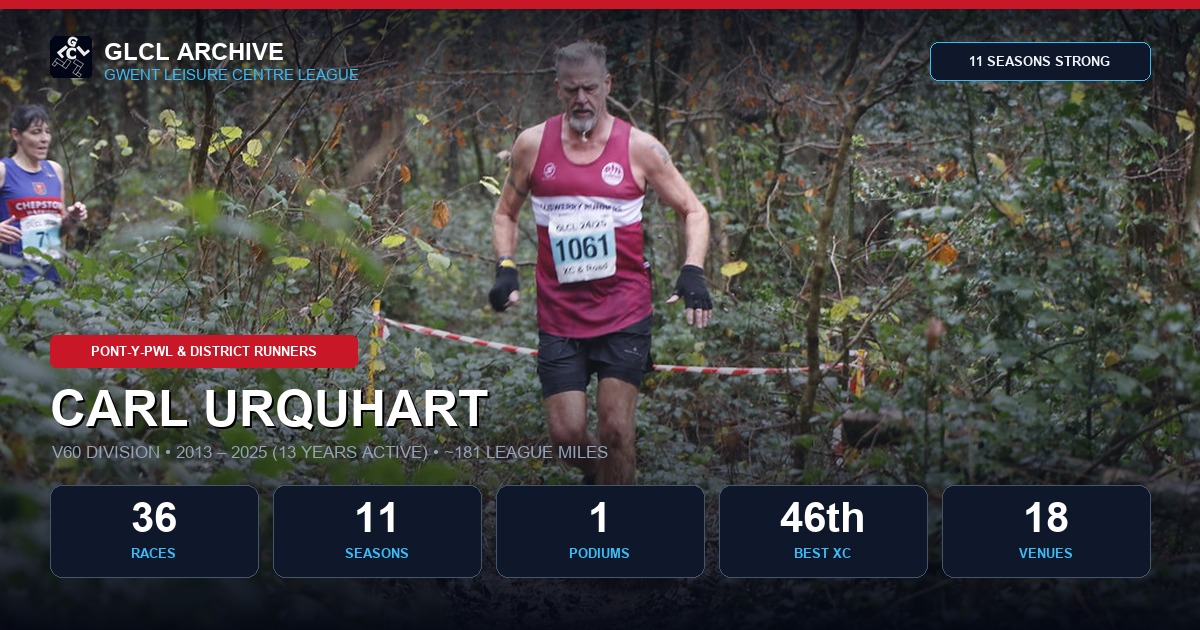 GLCL ARCHIVE
GWENT LEISURE CENTRE LEAGUE
11 SEASONS STRONG
CHEPSTOW
7
GLCL 24/25
1061
XC & Road
PONT-Y-PWL & DISTRICT RUNNERS
CARL URQUHART
V60 DIVISION • 2013 – 2025 (13 YEARS ACTIVE) • ~181 LEAGUE MILES
36
RACES
11
SEASONS
1
PODIUMS
46th
BEST XC
18
VENUES